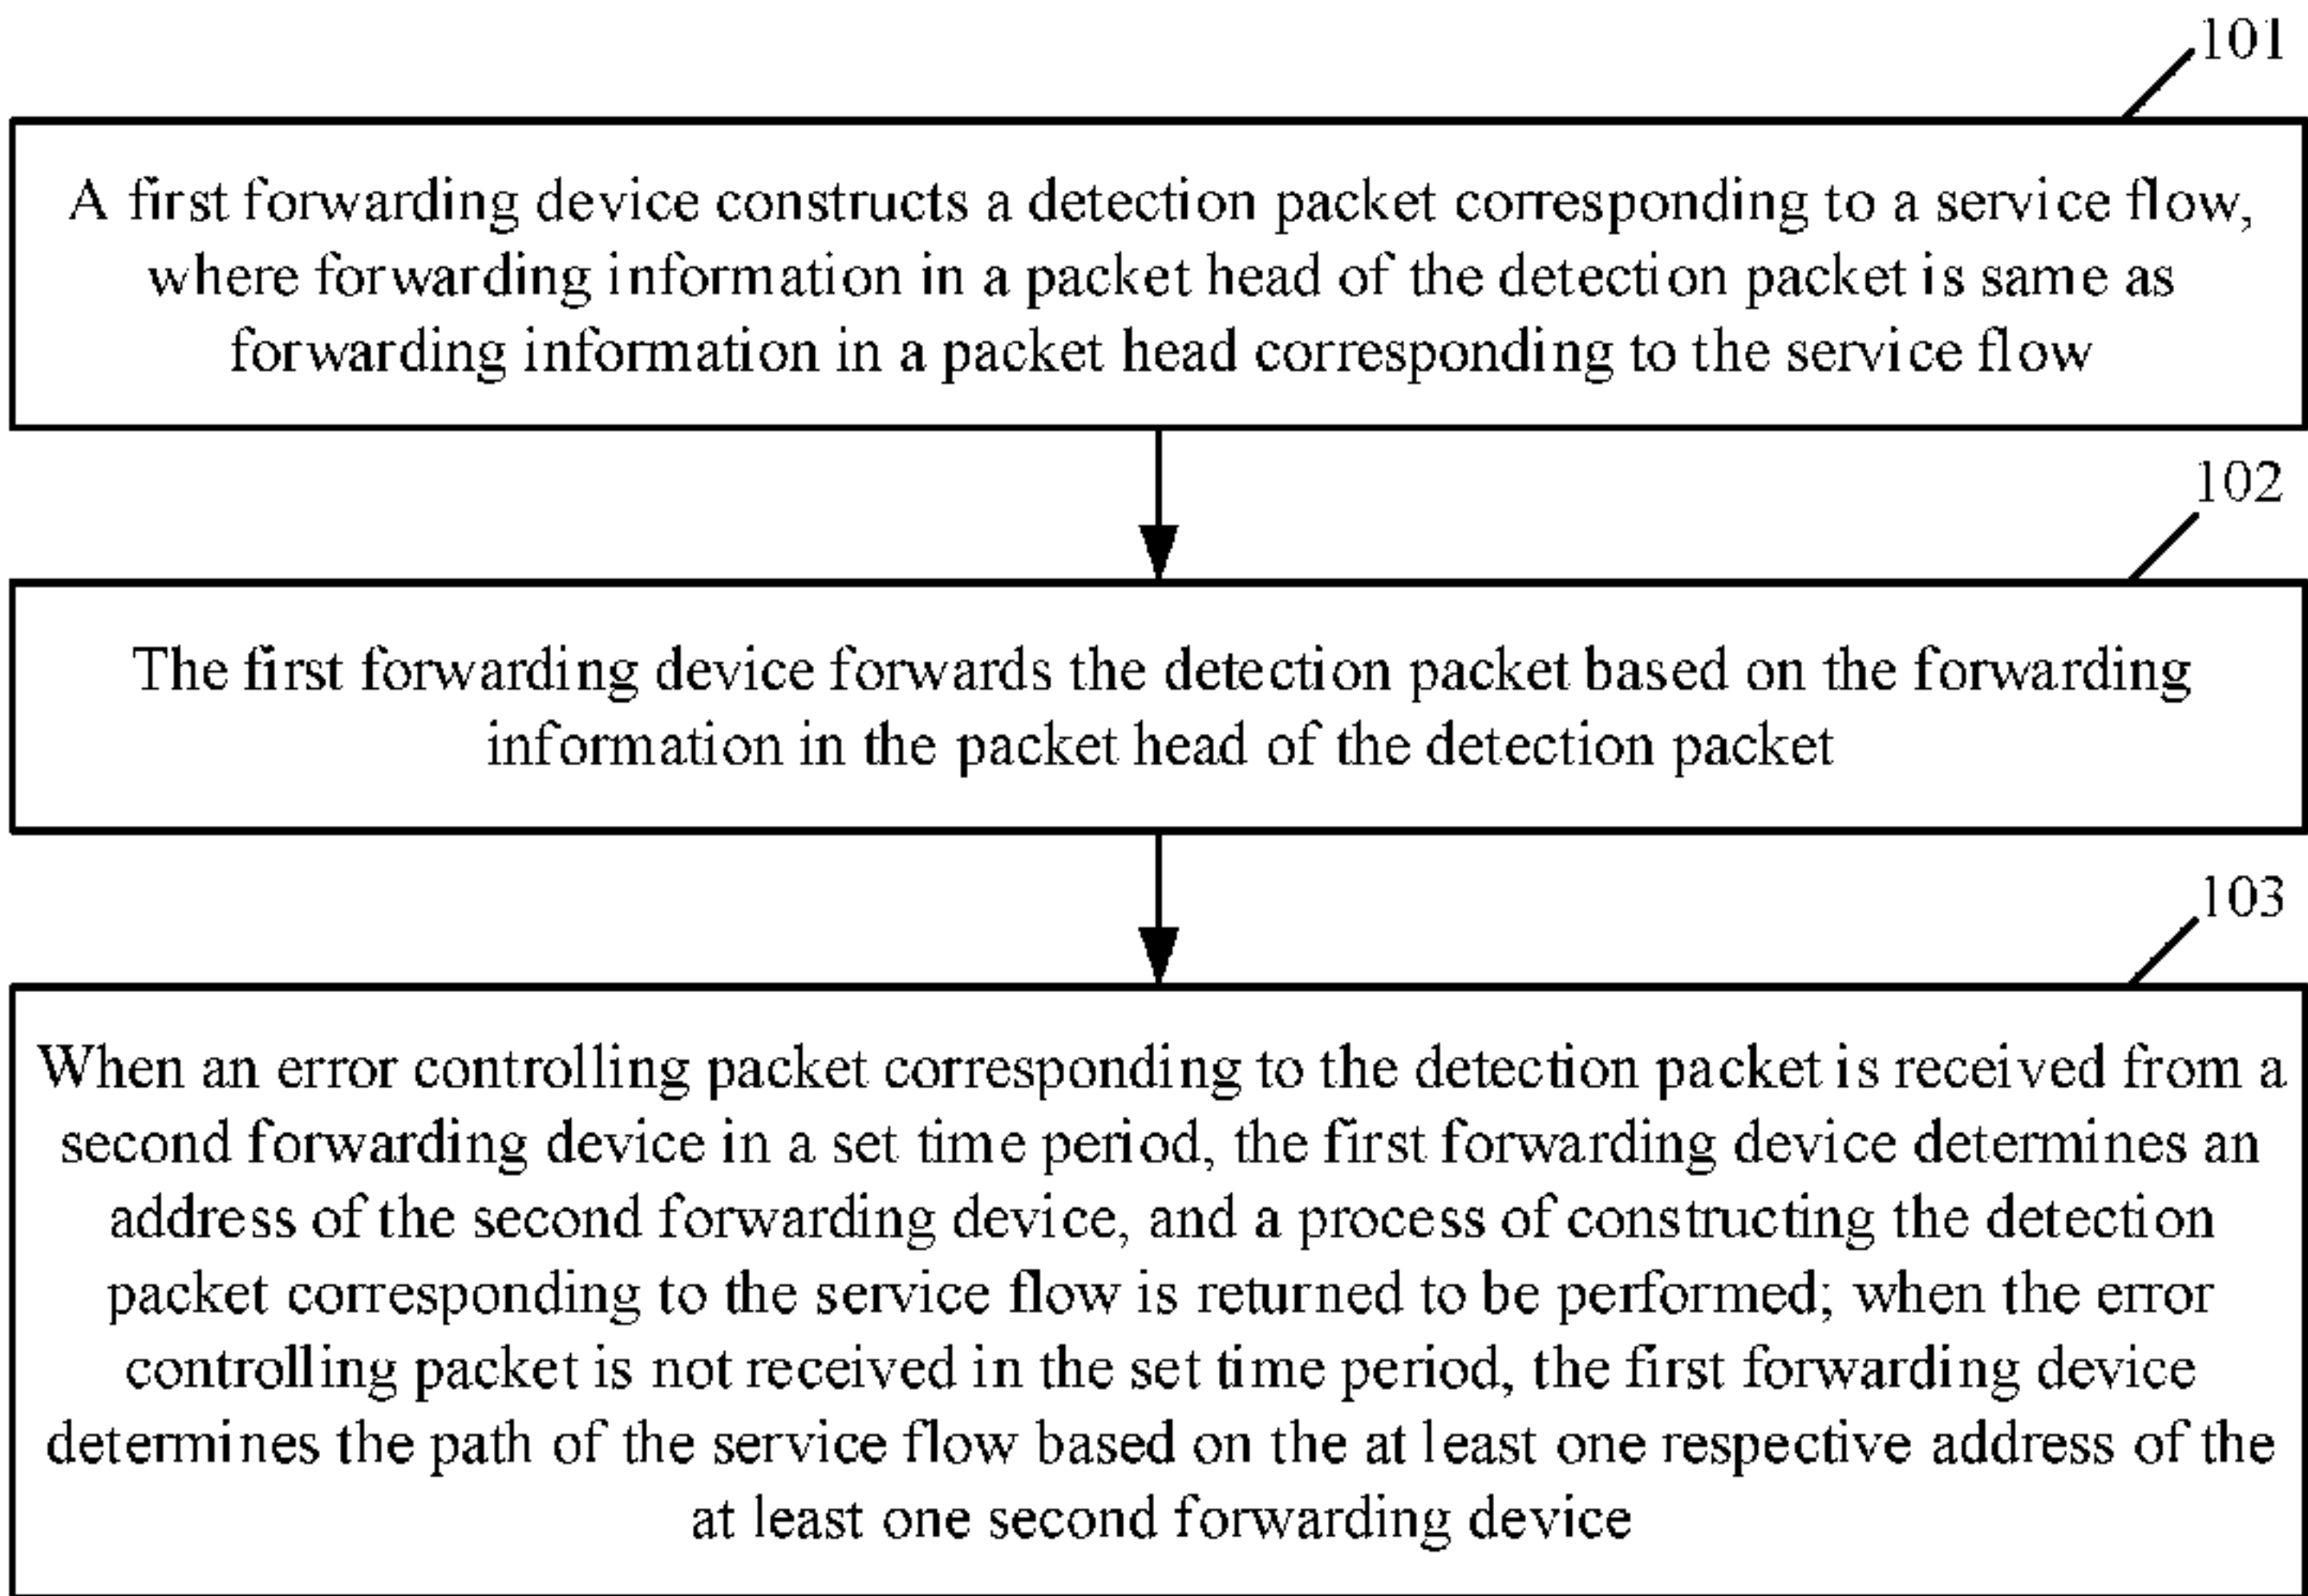 101
A first forwarding device constructs a detection packet corresponding to a service flow,
where forwarding information in a packet head of the detection packet is same as
forwarding information in a packet head corresponding to the service flow
102
The first forwarding device forwards the detection packet based on the forwarding
information in the packet head of the detection packet
103
When an error controlling packet corresponding to the detection packet is received from a
second forwarding device in a set time period, the first forwarding device determines an
address of the second forwarding device, and a process of constructing the detection
packet corresponding to the service flow is returned to be performed; when the error
controlling packet is not received in the set time period, the first forwarding device
determines the path of the service flow based on the at least one respective address of the
at least one second forwarding device